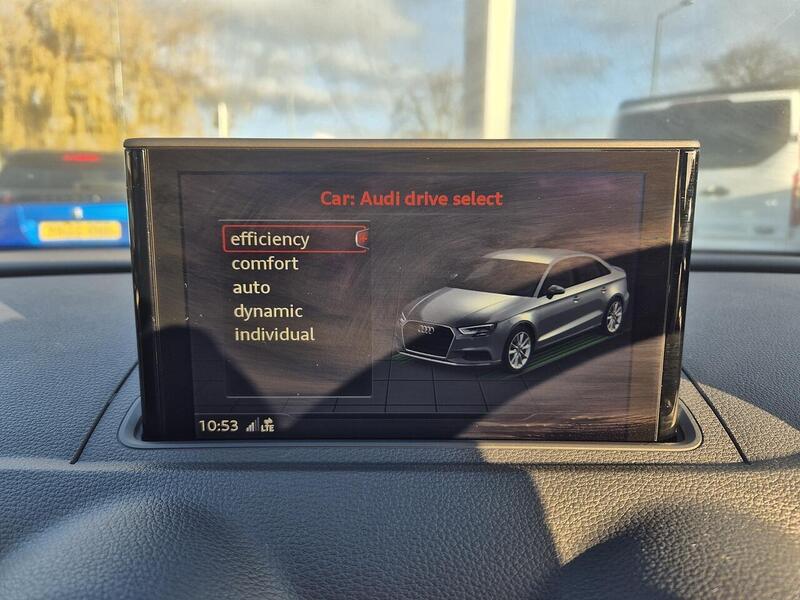 Car: Audi drive select
efficiency
comfort
auto
dynamic
individual
10:53
LTE